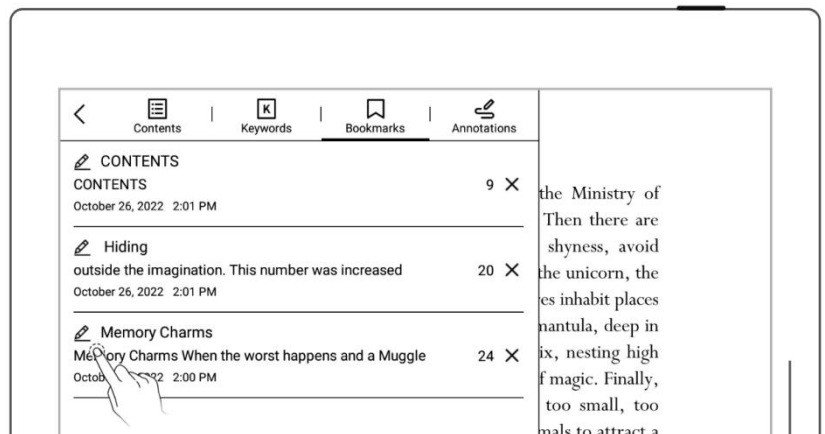 Contents | Keywords | Bookmarks | Annotations
CONTENTS
CONTENTS 9
October 26, 2022 2:01 PM
Hiding
outside the imagination. This number was increased 20
October 26, 2022 2:01 PM
Memory Charms
Memory Charms When the worst happens and a Muggle 24
2:00 PM
the Ministry of
Then there are
shyness, avoid
the unicorn, the
inhabit places
deep in
nesting high
f magic. Finally,
too small, too
to attract a